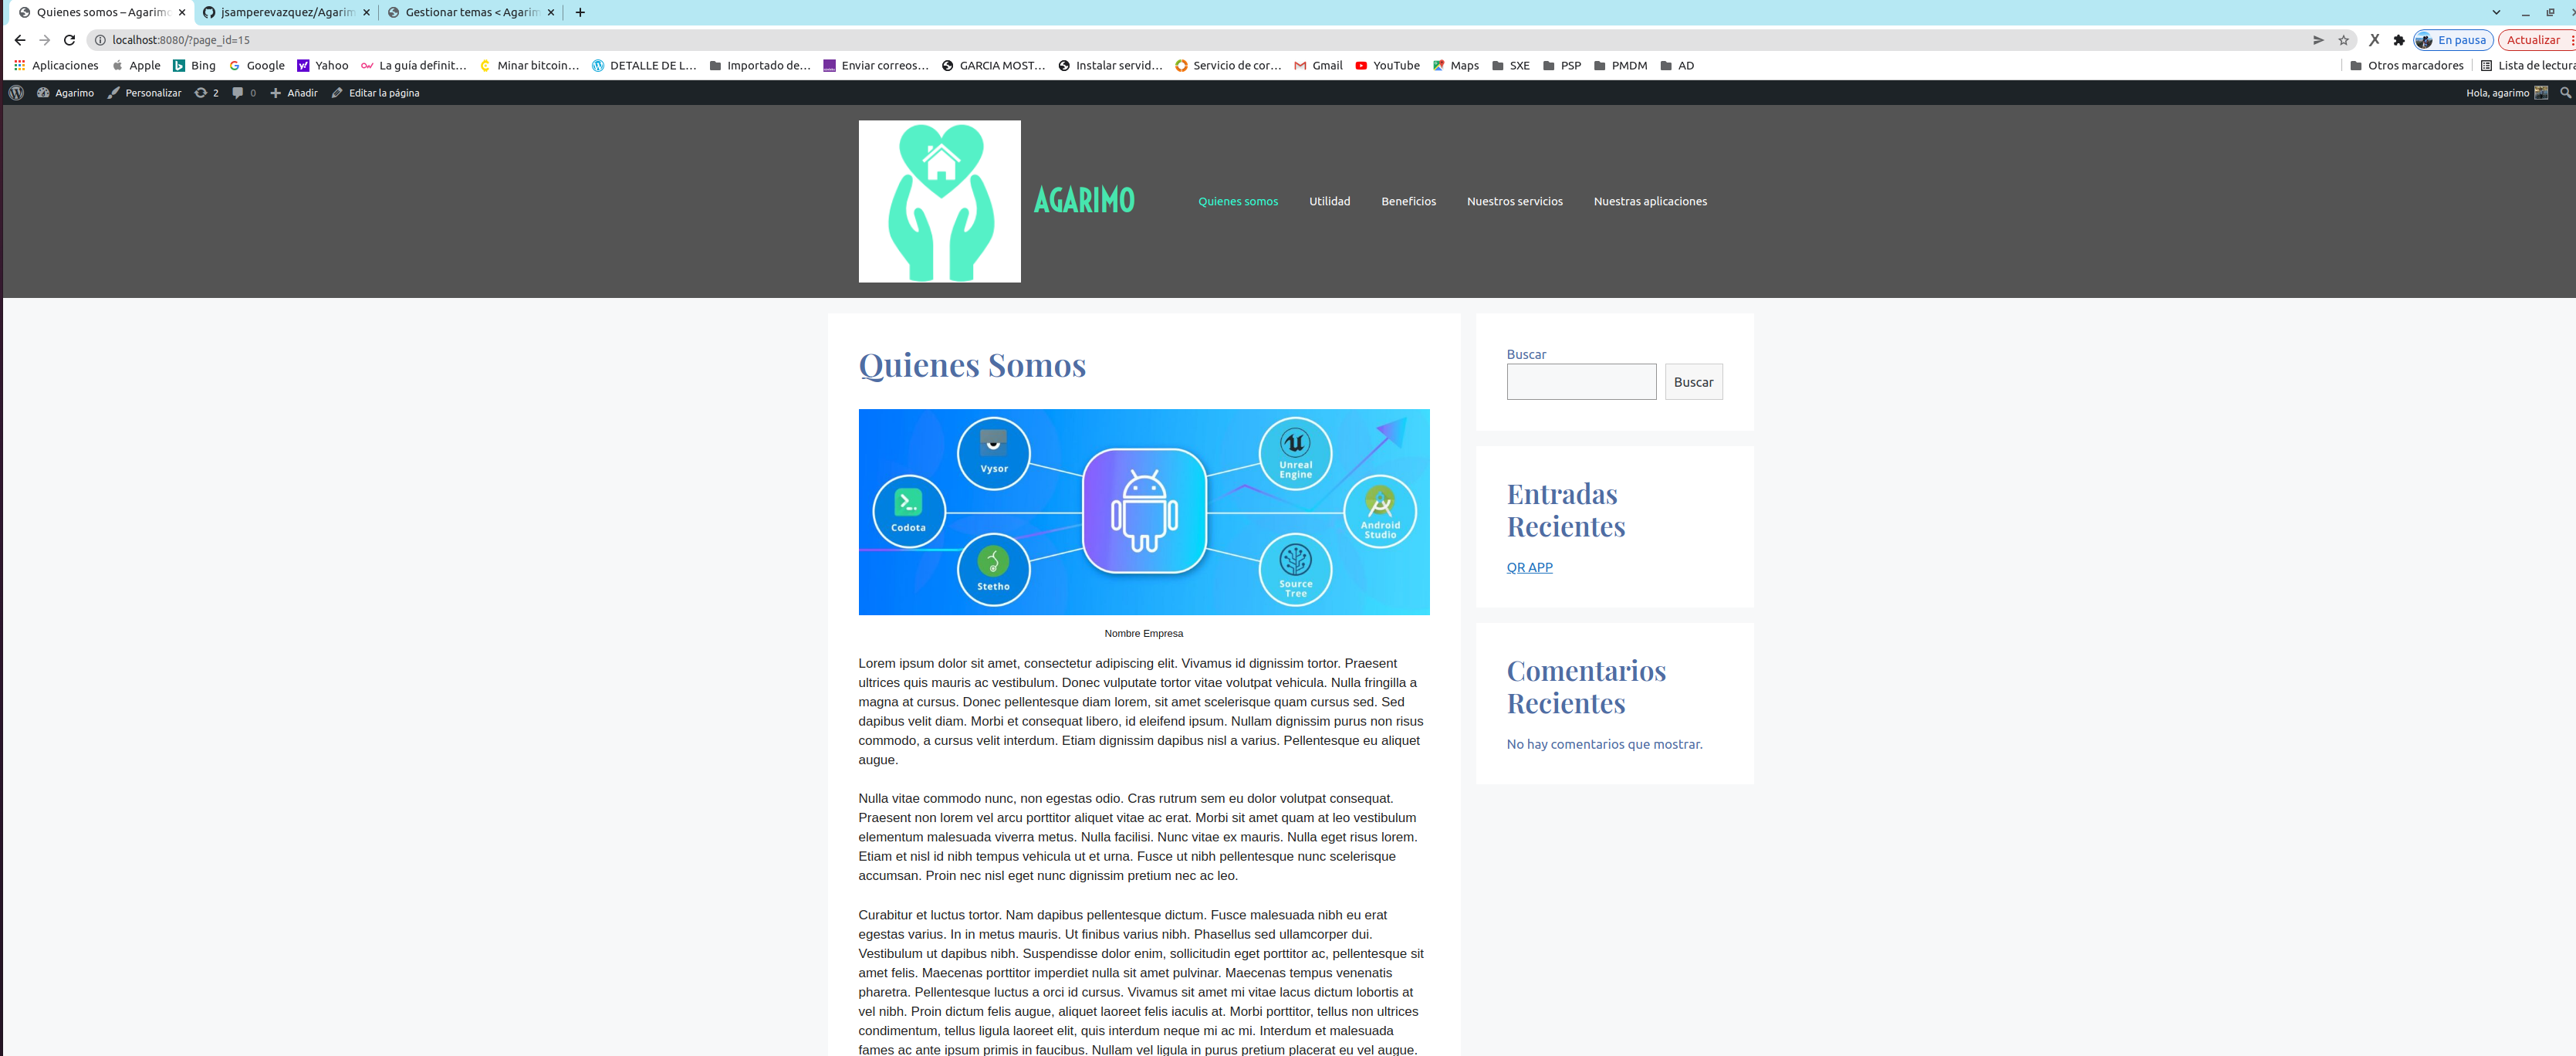 Quienes somos – Agarimo
jsamperevazquez/Agarim
Gestionar temas < Agarim
localhost:8080/?page_id=15
En pausa
Actualizar
Aplicaciones
Apple
Bing
Google
Yahoo
La guía definit…
Minar bitcoin…
DETALLE DE L…
Importado de…
Enviar correos…
GARCIA MOST…
Instalar servid…
Servicio de cor…
Gmail
YouTube
Maps
SXE
PSP
PMDM
AD
Otros marcadores
Lista de lectura
Agarimo
Personalizar
2
0
Añadir
Editar la página
Hola, agarimo
AGARIMO
Quienes somos
Utilidad
Beneficios
Nuestros servicios
Nuestras aplicaciones
Quienes Somos
Vysor
Codota
Stetho
Unreal
Engine
Android
Studio
Source
Tree
Nombre Empresa
Lorem ipsum dolor sit amet, consectetur adipiscing elit. Vivamus id dignissim tortor. Praesent
ultrices quis mauris ac vestibulum. Donec vulputate tortor vitae volutpat vehicula. Nulla fringilla a
magna at cursus. Donec pellentesque diam lorem, sit amet scelerisque quam cursus sed. Sed
dapibus velit diam. Morbi et consequat libero, id eleifend ipsum. Nullam dignissim purus non risus
commodo, a cursus velit interdum. Etiam dignissim dapibus nisl a varius. Pellentesque eu aliquet
augue.
Nulla vitae commodo nunc, non egestas odio. Cras rutrum sem eu dolor volutpat consequat.
Praesent non lorem vel arcu porttitor aliquet vitae ac erat. Morbi sit amet quam at leo vestibulum
elementum malesuada viverra metus. Nulla facilisi. Nunc vitae ex mauris. Nulla eget risus lorem.
Etiam et nisl id nibh tempus vehicula ut et urna. Fusce ut nibh pellentesque nunc scelerisque
accumsan. Proin nec nisl eget nunc dignissim pretium nec ac leo.
Curabitur et luctus tortor. Nam dapibus pellentesque dictum. Fusce malesuada nibh eu erat
egestas varius. In in metus mauris. Ut finibus varius nibh. Phasellus sed ullamcorper dui.
Vestibulum ut dapibus nibh. Suspendisse dolor enim, sollicitudin eget porttitor ac, pellentesque sit
amet felis. Maecenas porttitor imperdiet nulla sit amet pulvinar. Maecenas tempus venenatis
pharetra. Pellentesque luctus a orci id cursus. Vivamus sit amet mi vitae lacus dictum lobortis at
vel nibh. Proin dictum felis augue, aliquet laoreet felis iaculis at. Morbi porttitor, tellus non ultrices
condimentum, tellus ligula laoreet elit, quis interdum neque mi ac mi. Interdum et malesuada
fames ac ante ipsum primis in faucibus. Nullam vel ligula in purus pretium placerat eu vel augue.
Buscar
Buscar
Entradas
Recientes
QR APP
Comentarios
Recientes
No hay comentarios que mostrar.